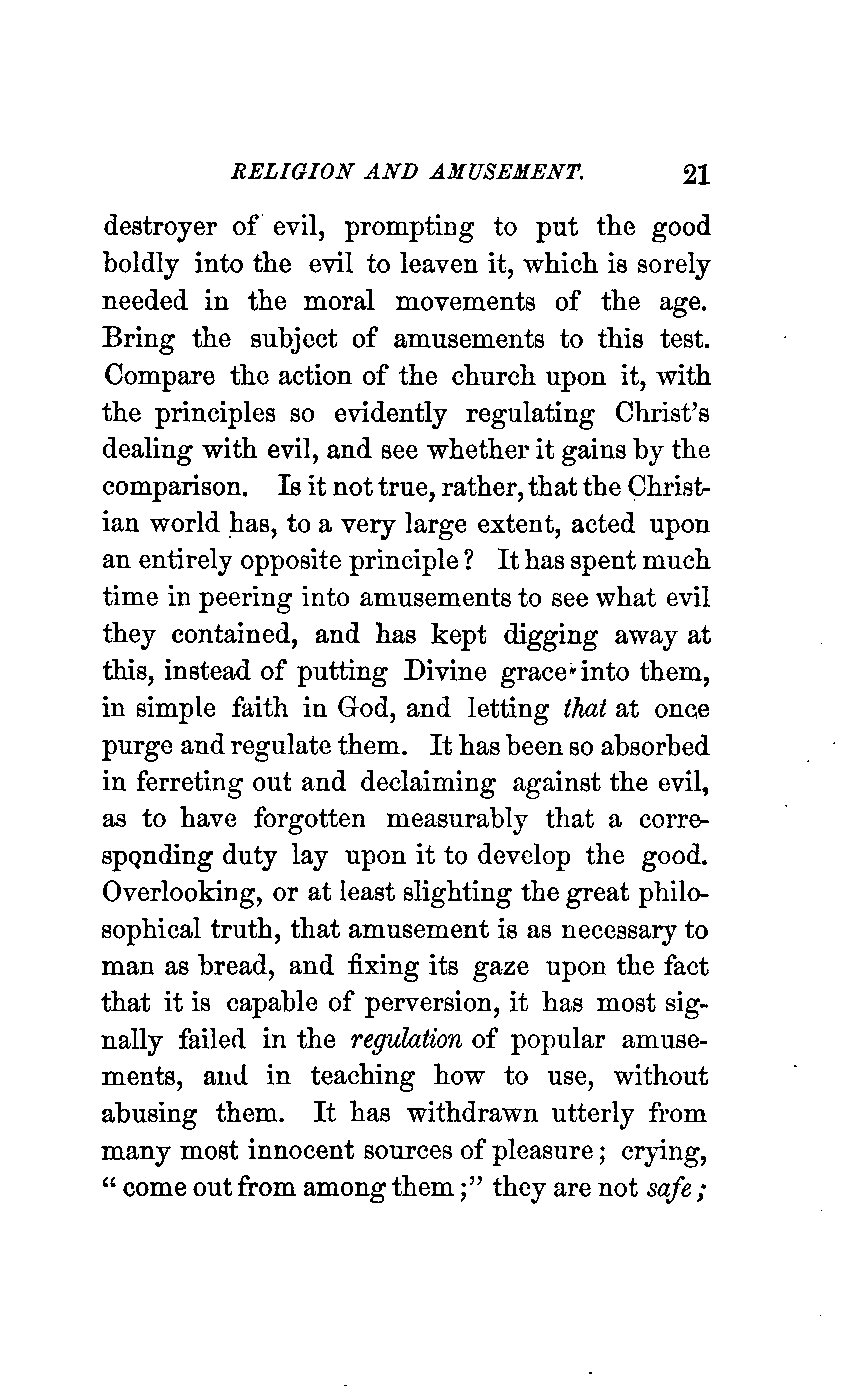 RELIGION AND AMUSEMENT. 21
destroyer of evil, prompting to put the good
boldly into the evil to leaven it, which is sorely
needed in the moral movements of the age.
Bring the subject of amusements to this test.
Compare the action of the church upon it, with
the principles so evidently regulating Christ's
dealing with evil, and see whether it gains by the
comparison. Is it not true, rather, that the Christ-
ian world has, to a very large extent, acted upon
an entirely opposite principle? It has spent much
time in peering into amusements to see what evil
they contained, and has kept digging away at
this, instead of putting Divine grace into them,
in simple faith in God, and letting that at once
purge and regulate them. It has been so absorbed
in ferreting out and declaiming against the evil,
as to have forgotten measurably that a corre-
sponding duty lay upon it to develop the good.
Overlooking, or at least slighting the great philo-
sophical truth, that amusement is as necessary to
man as bread, and fixing its gaze upon the fact
that it is capable of perversion, it has most sig-
nally failed in the regulation of popular amuse-
ments, and in teaching how to use, without
abusing them. It has withdrawn utterly from
many most innocent sources of pleasure; crying,
"come out from among them;" they are not safe;